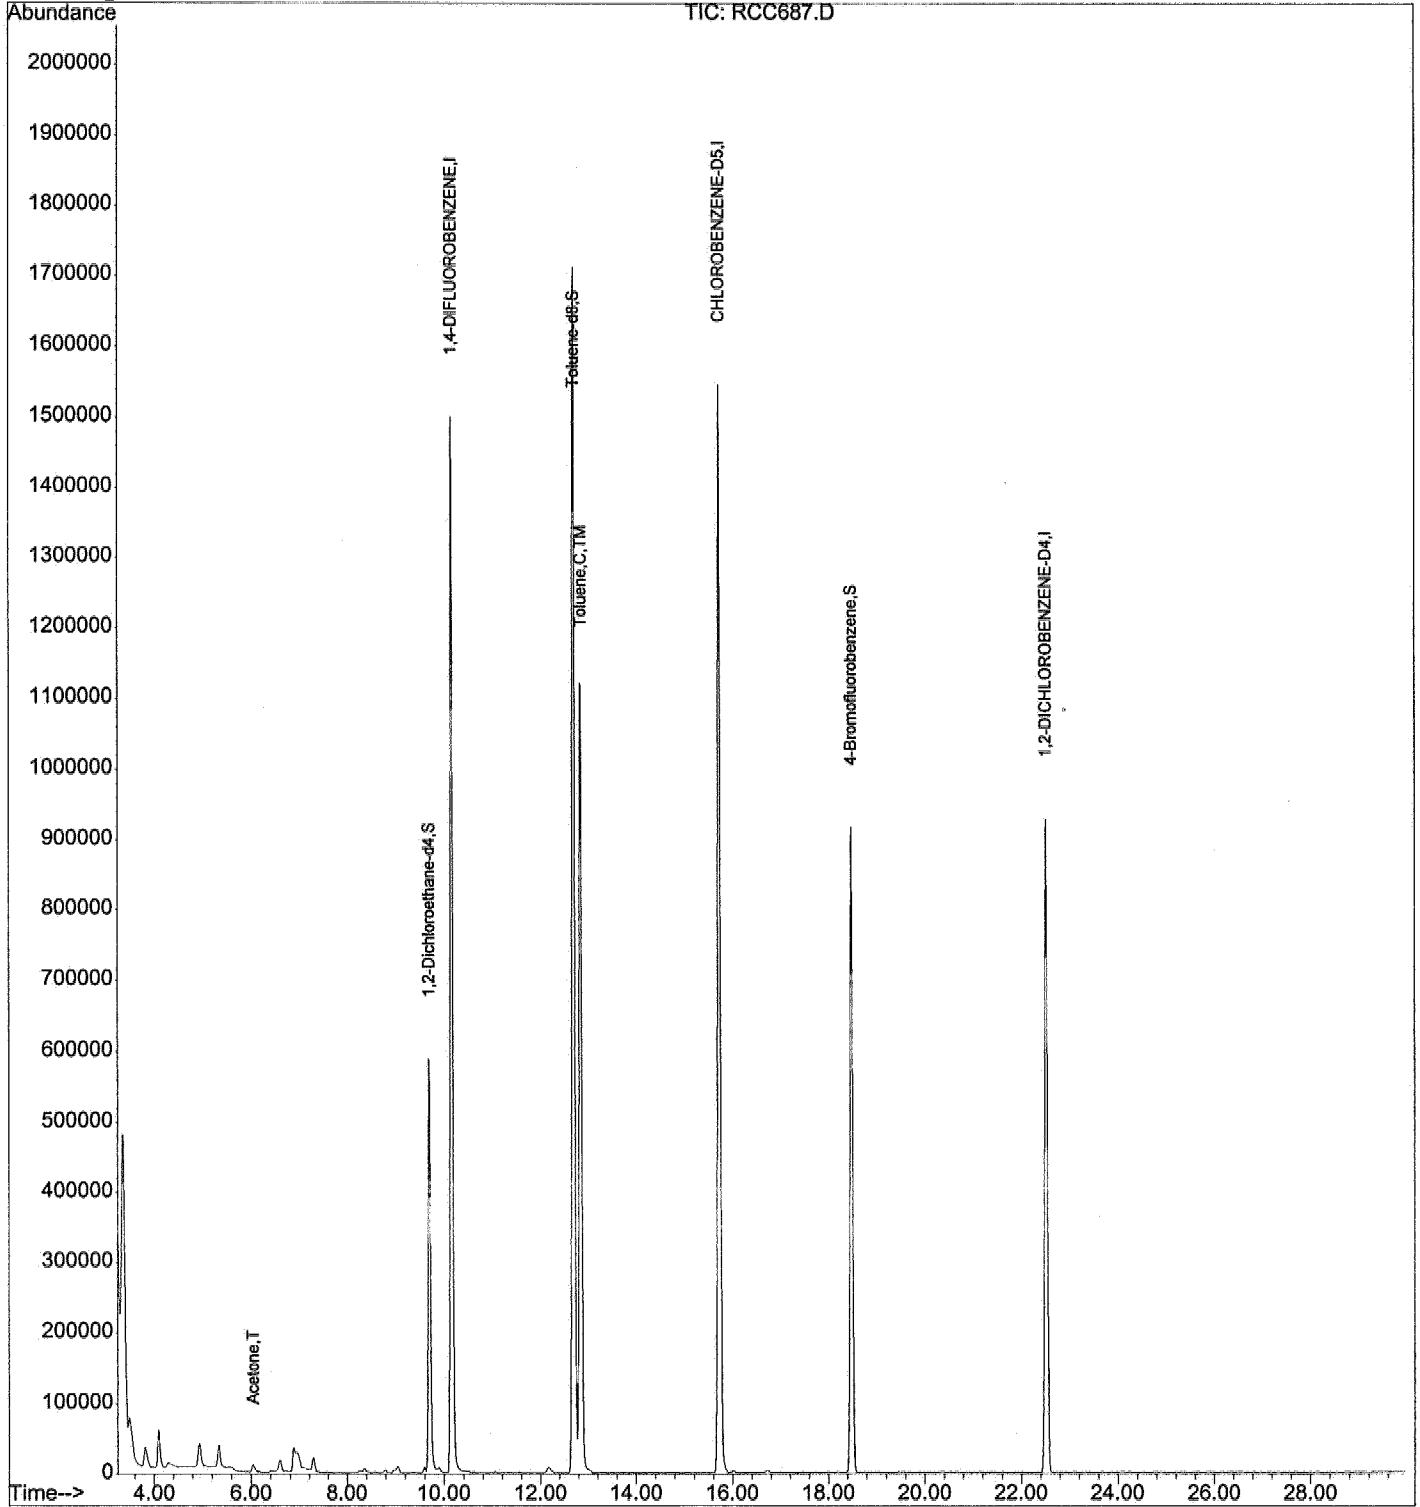 Abundance TIC: RCC687.D
2000000
1900000
1800000
1700000
1600000
1500000
1400000
1300000
1200000
1100000
1000000
900000
800000
700000
600000
500000
400000
300000
200000
100000
0
Acetone,T
1,2-Dichloroethane-d4,S
1,4-DIFLUOROBENZENE,I
Toluene-d8,S
Toluene,C,TM
CHLOROBENZENE-D5,I
4-Bromofluorobenzene,S
1,2-DICHLOROBENZENE-D4,I
Time--> 4.00 6.00 8.00 10.00 12.00 14.00 16.00 18.00 20.00 22.00 24.00 26.00 28.00